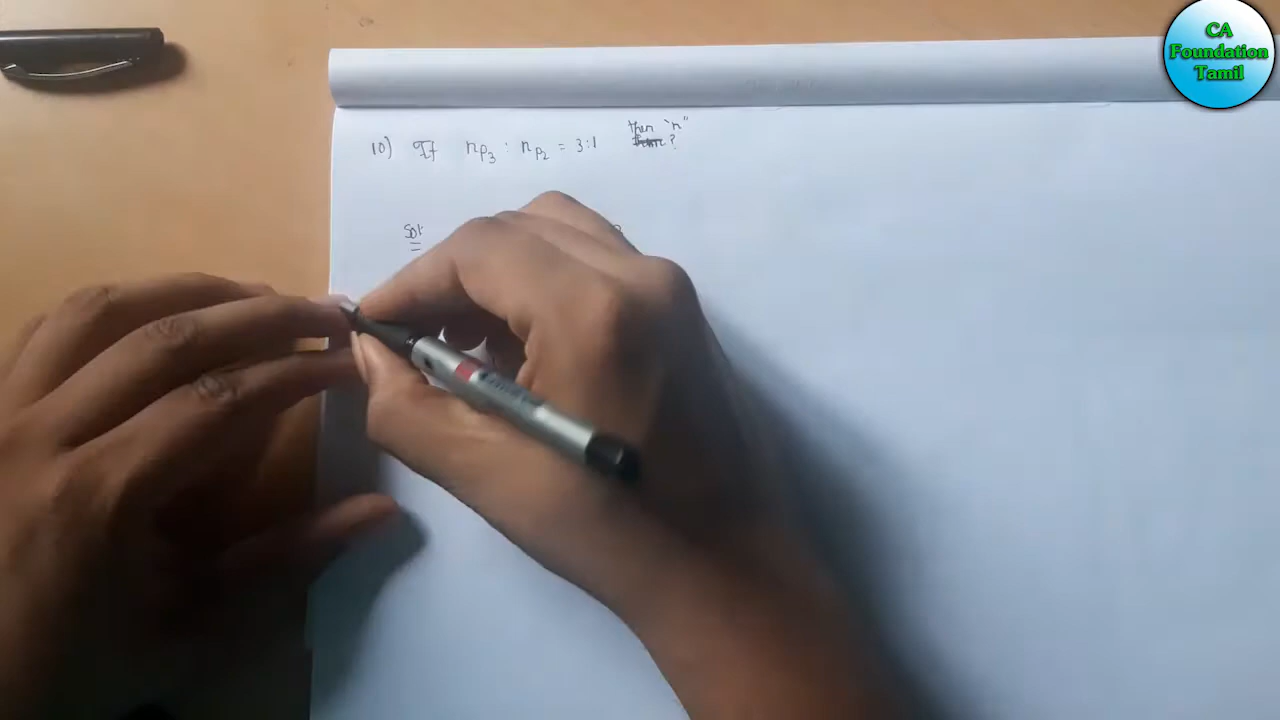 CA
Foundation
Tamil
then "n"
10) If nP3 : nP2 = 3:1 ?
Sol